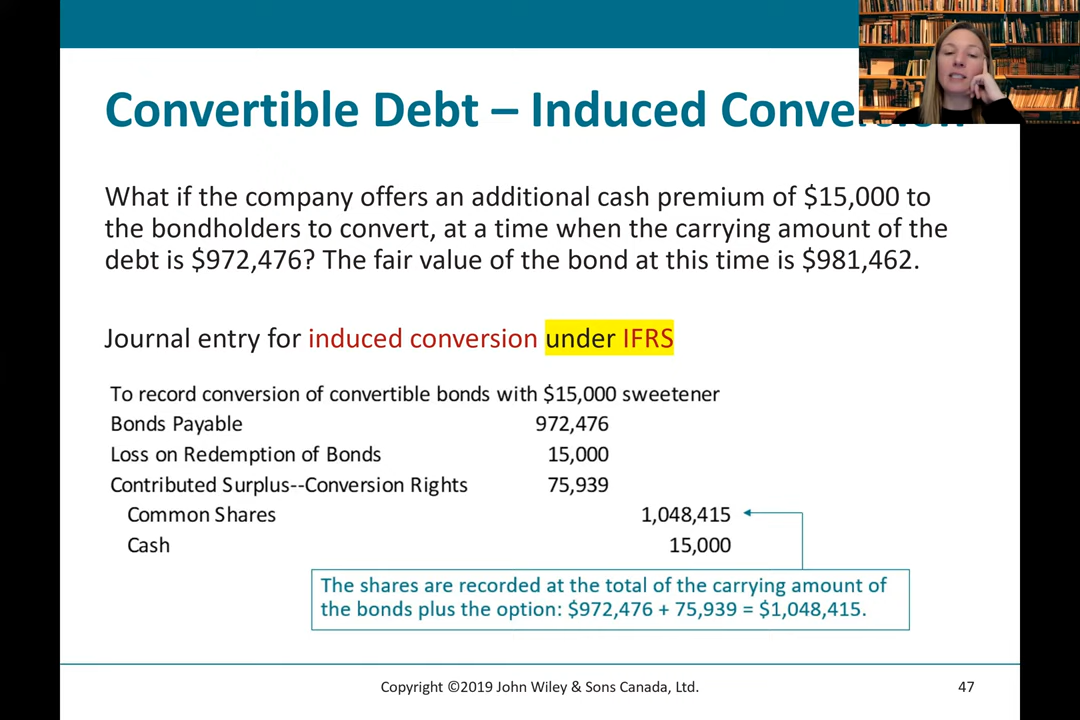 Convertible Debt – Induced Conversion
What if the company offers an additional cash premium of $15,000 to
the bondholders to convert, at a time when the carrying amount of the
debt is $972,476? The fair value of the bond at this time is $981,462.
Journal entry for induced conversion under IFRS
To record conversion of convertible bonds with $15,000 sweetener
Bonds Payable 972,476
Loss on Redemption of Bonds 15,000
Contributed Surplus--Conversion Rights 75,939
Common Shares 1,048,415
Cash 15,000
The shares are recorded at the total of the carrying amount of
the bonds plus the option: $972,476 + 75,939 = $1,048,415.
Copyright ©2019 John Wiley & Sons Canada, Ltd. 47